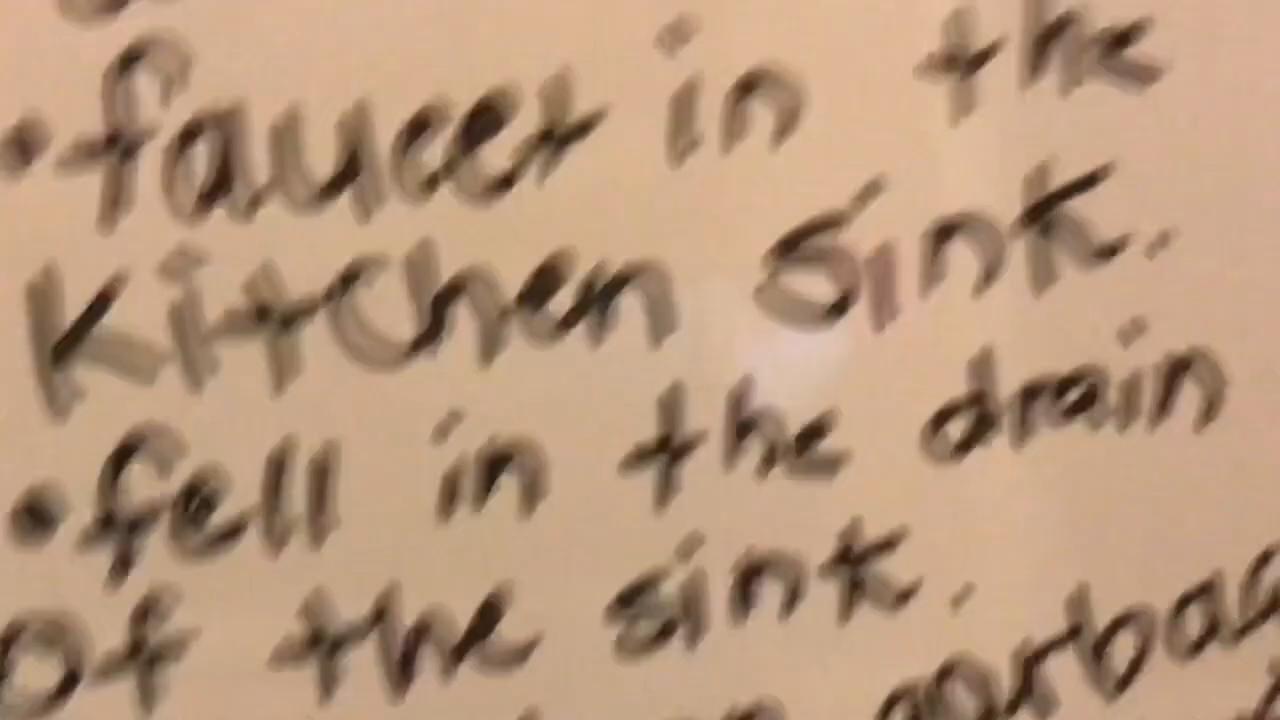 • faucet in the
Kitchen sink.
• fell in the drain
Of the sink.